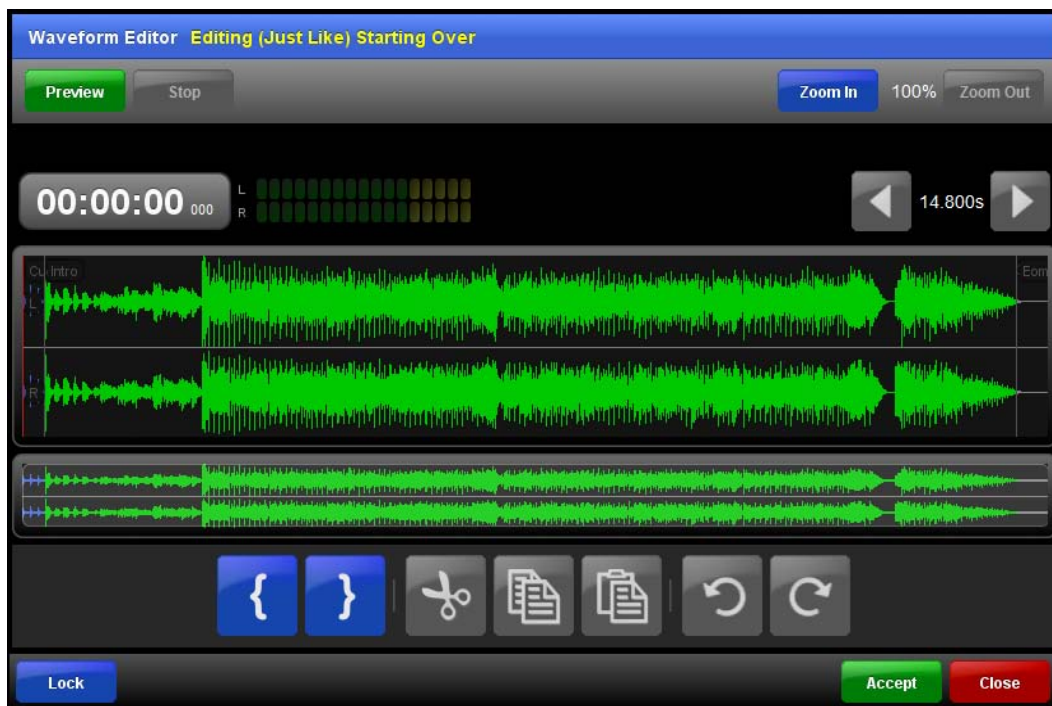 Waveform Editor Editing (Just Like) Starting Over
Preview Stop Zoom In 100% Zoom Out
00:00:00 000 L 14.800s
R
Intro Eom
L
R
{ }
Lock Accept Close